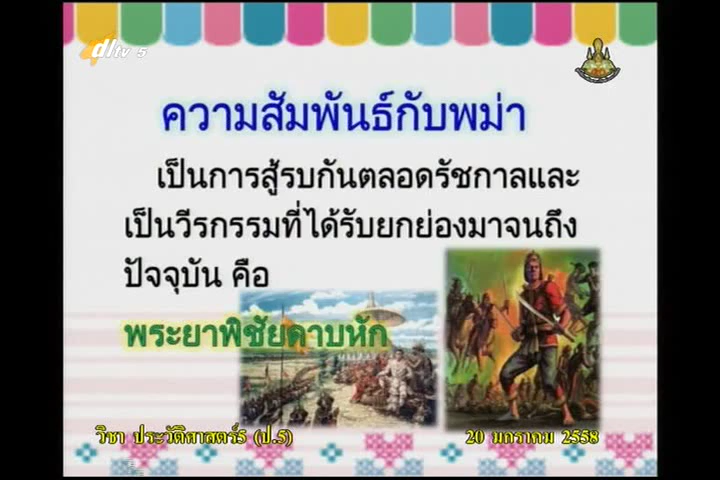 dltv 5
ความสัมพันธ์กับพม่า
เป็นการสู้รบกันตลอดรัชกาลและ
เป็นวีรกรรมที่ได้รับยกย่องมาจนถึง
ปัจจุบัน คือ
พระยาพิชัยดาบหัก
วิชา ประวัติศาสตร์5 (ป.5)
20 มกราคม 2558